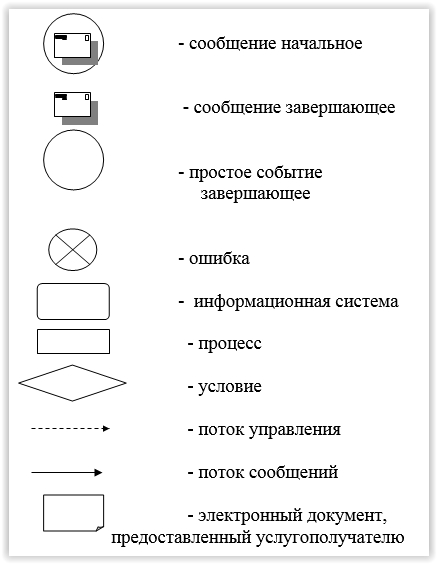 - сообщение начальное
- сообщение завершающее
- простое событие
завершающее
- ошибка
- информационная система
- процесс
- условие
- поток управления
- поток сообщений
- электронный документ,
предоставленный услугополучателю